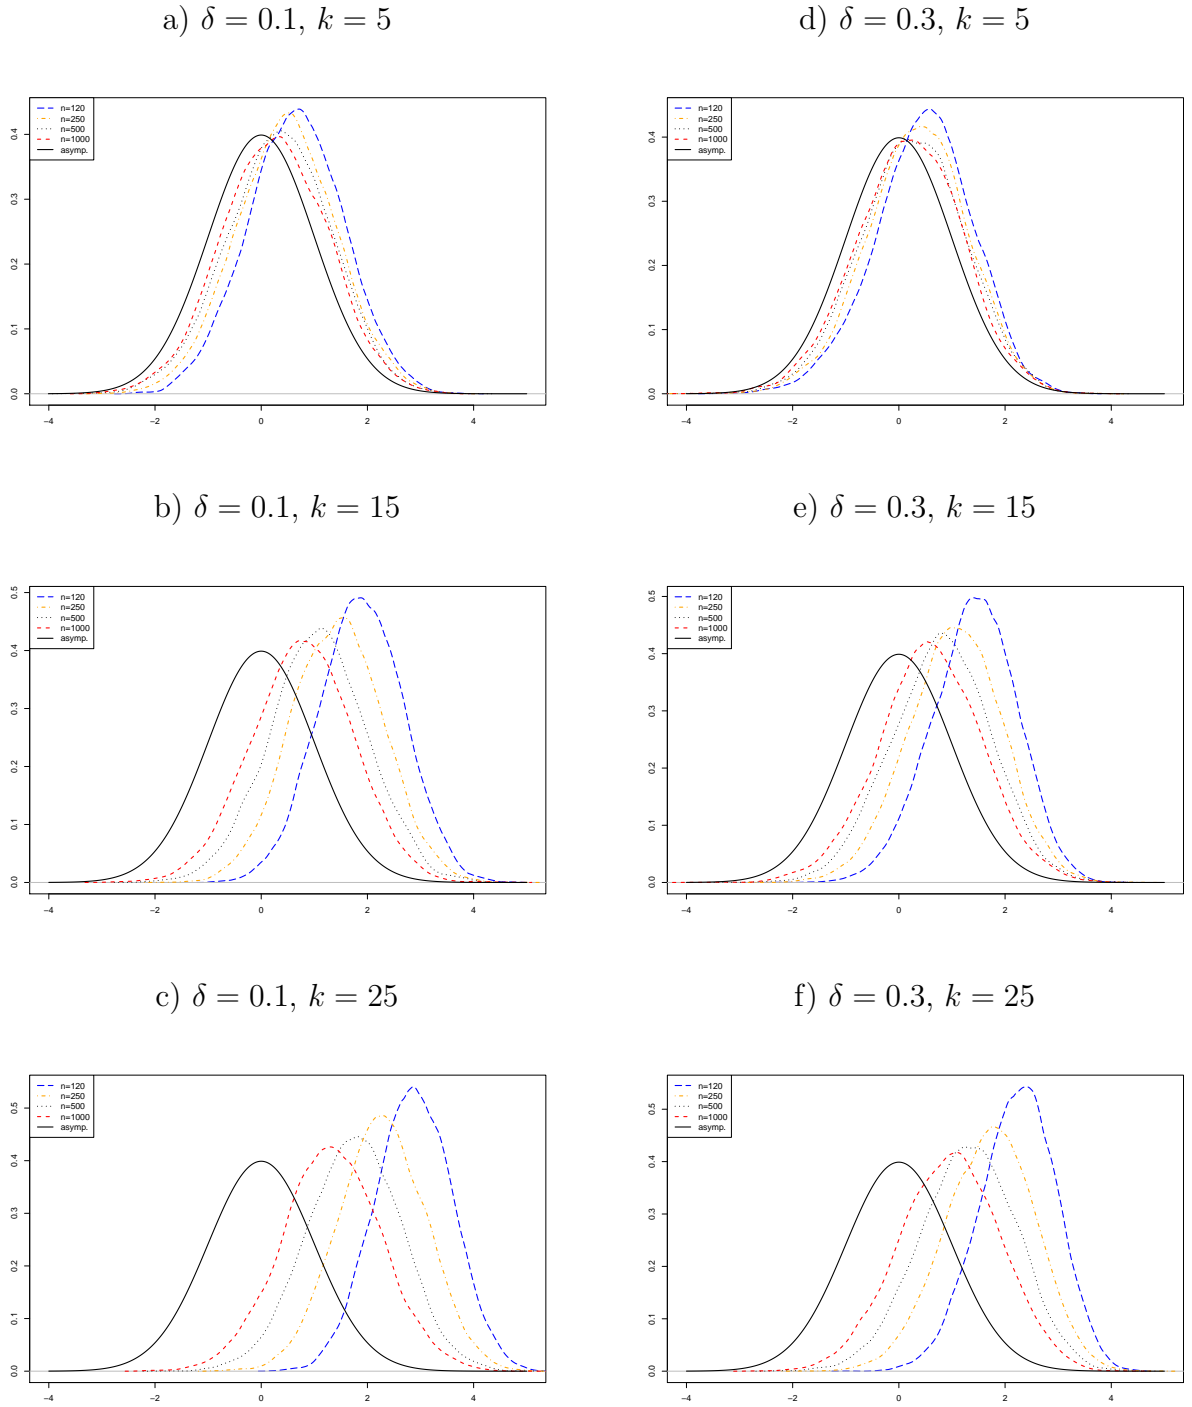 a) δ = 0.1, k = 5
d) δ = 0.3, k = 5
n=120
n=250
n=500
n=1000
asymp.
0.4
0.3
0.2
0.1
0.0
−4 −2 0 2 4
n=120
n=250
n=500
n=1000
asymp.
0.4
0.3
0.2
0.1
0.0
−4 −2 0 2 4
b) δ = 0.1, k = 15
e) δ = 0.3, k = 15
n=120
n=250
n=500
n=1000
asymp.
0.5
0.4
0.3
0.2
0.1
0.0
−4 −2 0 2 4
n=120
n=250
n=500
n=1000
asymp.
0.5
0.4
0.3
0.2
0.1
0.0
−4 −2 0 2 4
c) δ = 0.1, k = 25
f) δ = 0.3, k = 25
n=120
n=250
n=500
n=1000
asymp.
0.5
0.4
0.3
0.2
0.1
0.0
−4 −2 0 2 4
n=120
n=250
n=500
n=1000
asymp.
0.5
0.4
0.3
0.2
0.1
0.0
−4 −2 0 2 4